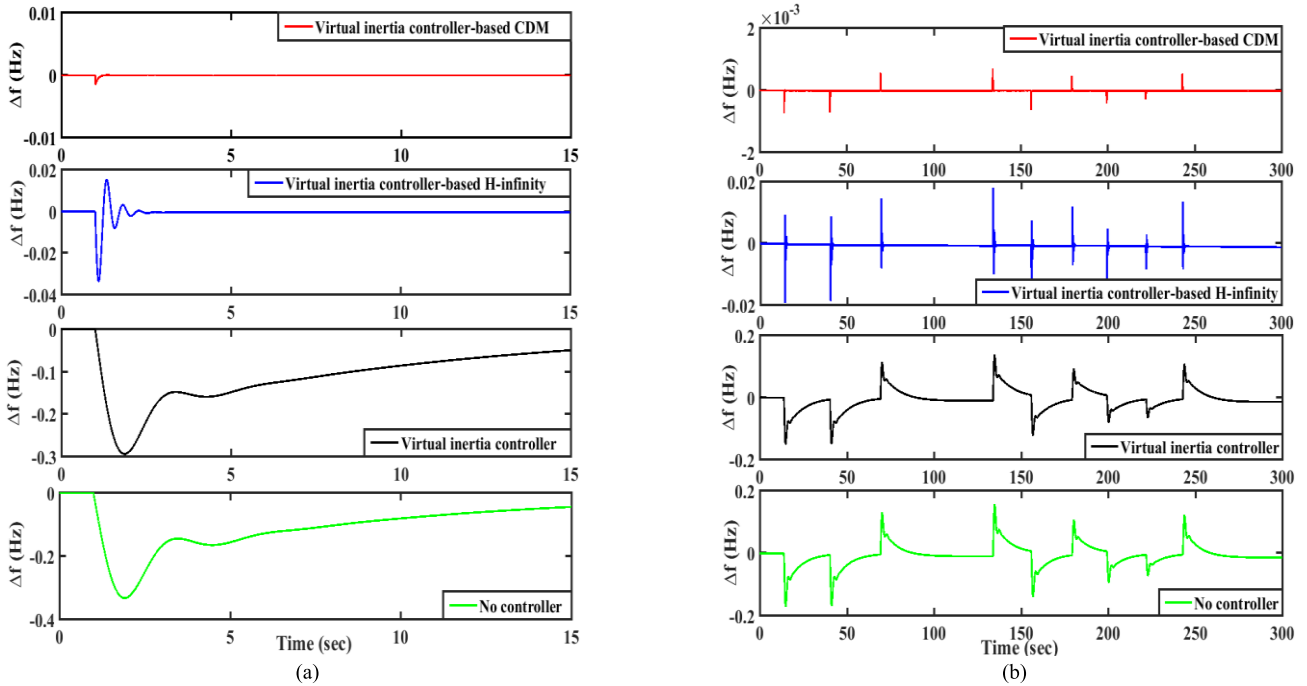 0.01
0
-0.01
Δf (Hz)
Virtual inertia controller-based CDM
0 5 10 15
0.02
0
-0.02
-0.04
Δf (Hz)
Virtual inertia controller-based H-infinity
0 5 10 15
0
-0.1
-0.2
-0.3
Δf (Hz)
Virtual inertia controller
0 5 10 15
0
-0.2
-0.4
Δf (Hz)
No controller
0 5 10 15
Time (sec)
(a)
×10⁻³
2
0
-2
Δf (Hz)
Virtual inertia controller-based CDM
0 50 100 150 200 250 300
0.02
0
-0.02
Δf (Hz)
Virtual inertia controller-based H-infinity
0 50 100 150 200 250 300
0.2
0
-0.2
Δf (Hz)
Virtual inertia controller
0 50 100 150 200 250 300
0.2
0
-0.2
Δf (Hz)
No controller
0 50 100 150 200 250 300
Time (sec)
(b)